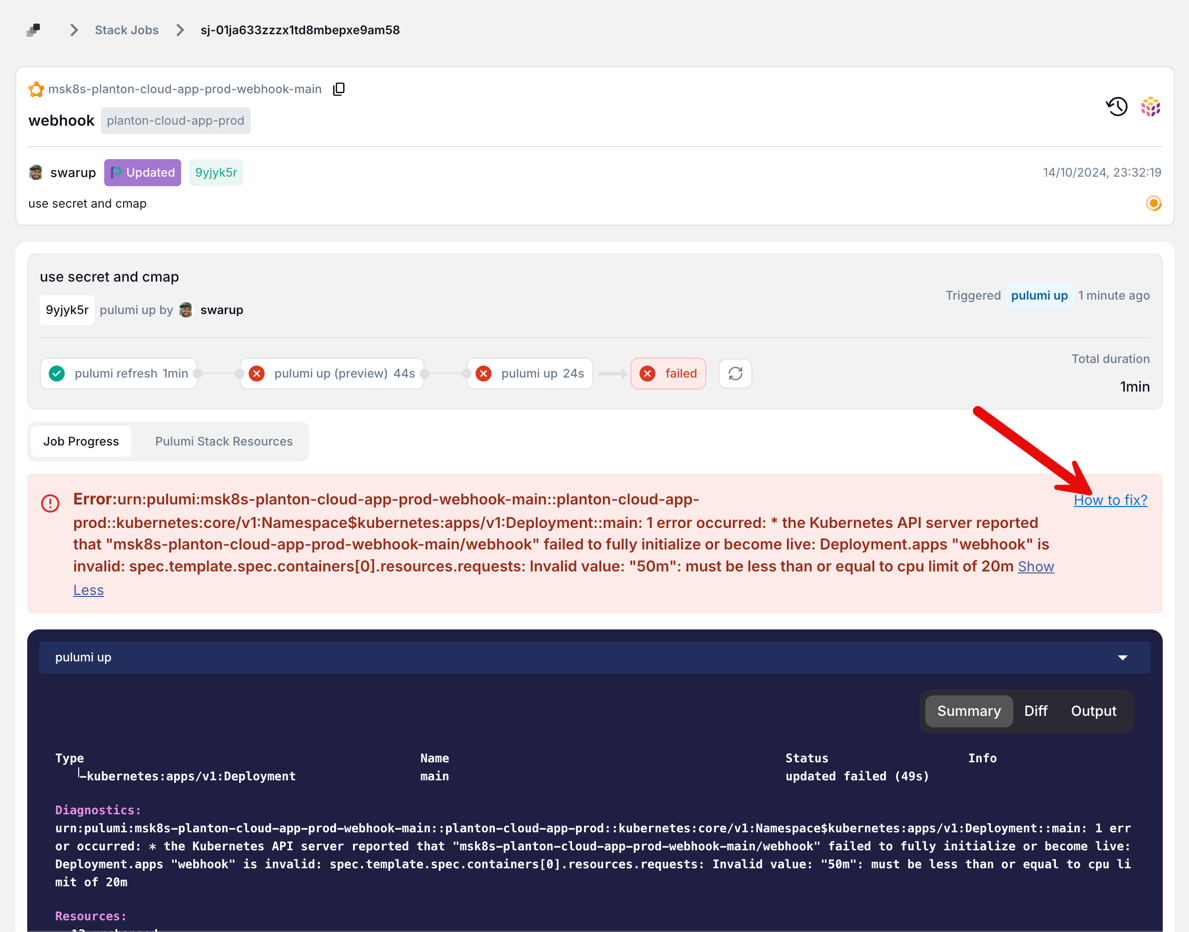 Stack Jobs sj-01ja633zzzx1td8mbepxe9am58
msk8s-planton-cloud-app-prod-webhook-main
webhook planton-cloud-app-prod
swarup Updated 9yjyk5r 14/10/2024, 23:32:19
use secret and cmap
use secret and cmap
9yjyk5r pulumi up by swarup Triggered pulumi up 1 minute ago
pulumi refresh 1min pulumi up (preview) 44s pulumi up 24s failed
Total duration
1min
Job Progress Pulumi Stack Resources
How to fix?
Error:urn:pulumi:msk8s-planton-cloud-app-prod-webhook-main::planton-cloud-app-
prod::kubernetes:core/v1:Namespace$kubernetes:apps/v1:Deployment::main: 1 error occurred: * the Kubernetes API server reported
that "msk8s-planton-cloud-app-prod-webhook-main/webhook" failed to fully initialize or become live: Deployment.apps "webhook" is
invalid: spec.template.spec.containers[0].resources.requests: Invalid value: "50m": must be less than or equal to cpu limit of 20m Show
Less
pulumi up
Summary Diff Output
Type Name Status Info
kubernetes:apps/v1:Deployment main updated failed (49s)
Diagnostics:
urn:pulumi:msk8s-planton-cloud-app-prod-webhook-main::planton-cloud-app-prod::kubernetes:core/v1:Namespace$kubernetes:apps/v1:Deployment::main: 1 err
or occurred: * the Kubernetes API server reported that "msk8s-planton-cloud-app-prod-webhook-main/webhook" failed to fully initialize or become live:
Deployment.apps "webhook" is invalid: spec.template.spec.containers[0].resources.requests: Invalid value: "50m": must be less than or equal to cpu li
mit of 20m
Resources: